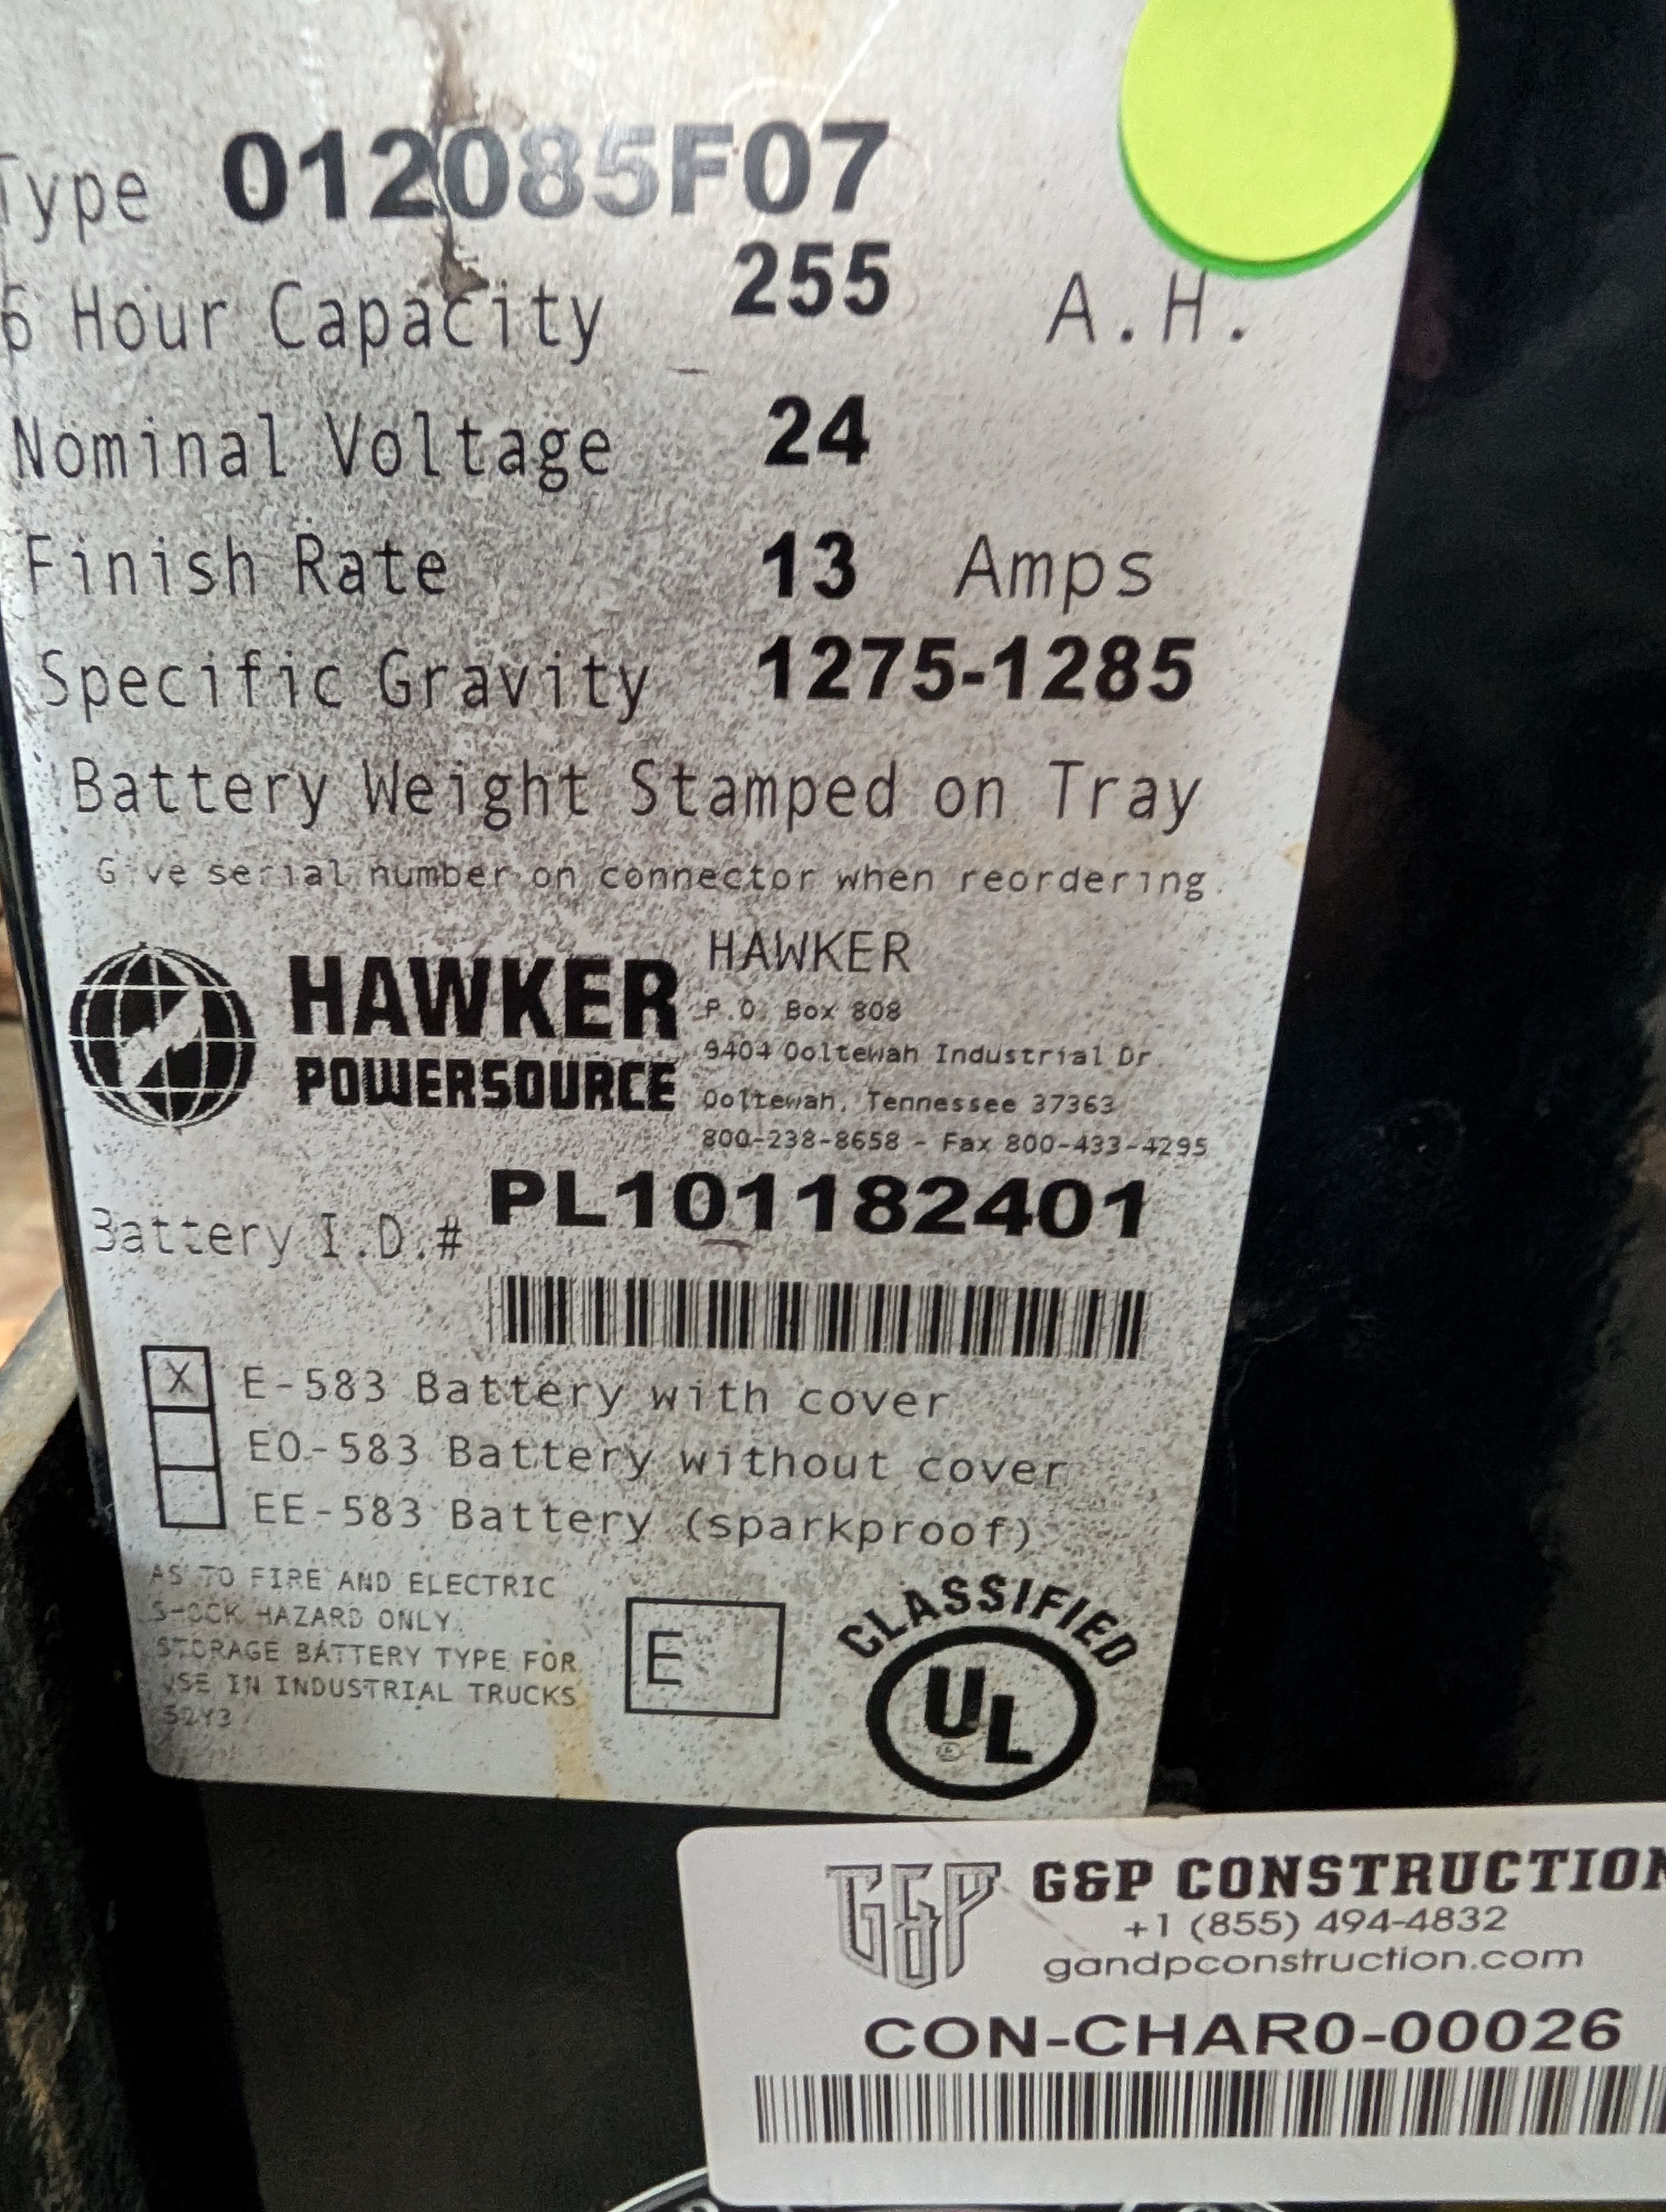 Type 012085F07
6 Hour Capacity 255 A.H.
Nominal Voltage 24
Finish Rate 13 Amps
Specific Gravity 1275-1285
Battery Weight Stamped on Tray
Give serial number on connector when reordering.
HAWKER POWERSOURCE
HAWKER
P.O. Box 808
9404 Ooltewah Industrial Dr.
Ooltewah, Tennessee 37363
800-238-8658 - Fax 800-433-4295
Battery I.D.# PL101182401
X E-583 Battery with cover
EO-583 Battery without cover
EE-583 Battery (sparkproof)
AS TO FIRE AND ELECTRIC
SHOCK HAZARD ONLY.
STORAGE BATTERY TYPE FOR
USE IN INDUSTRIAL TRUCKS
52Y3
E
CLASSIFIED
UL
®
G&P
G&P CONSTRUCTION
+1 (855) 494-4832
gandpconstruction.com
CON-CHAR0-00026